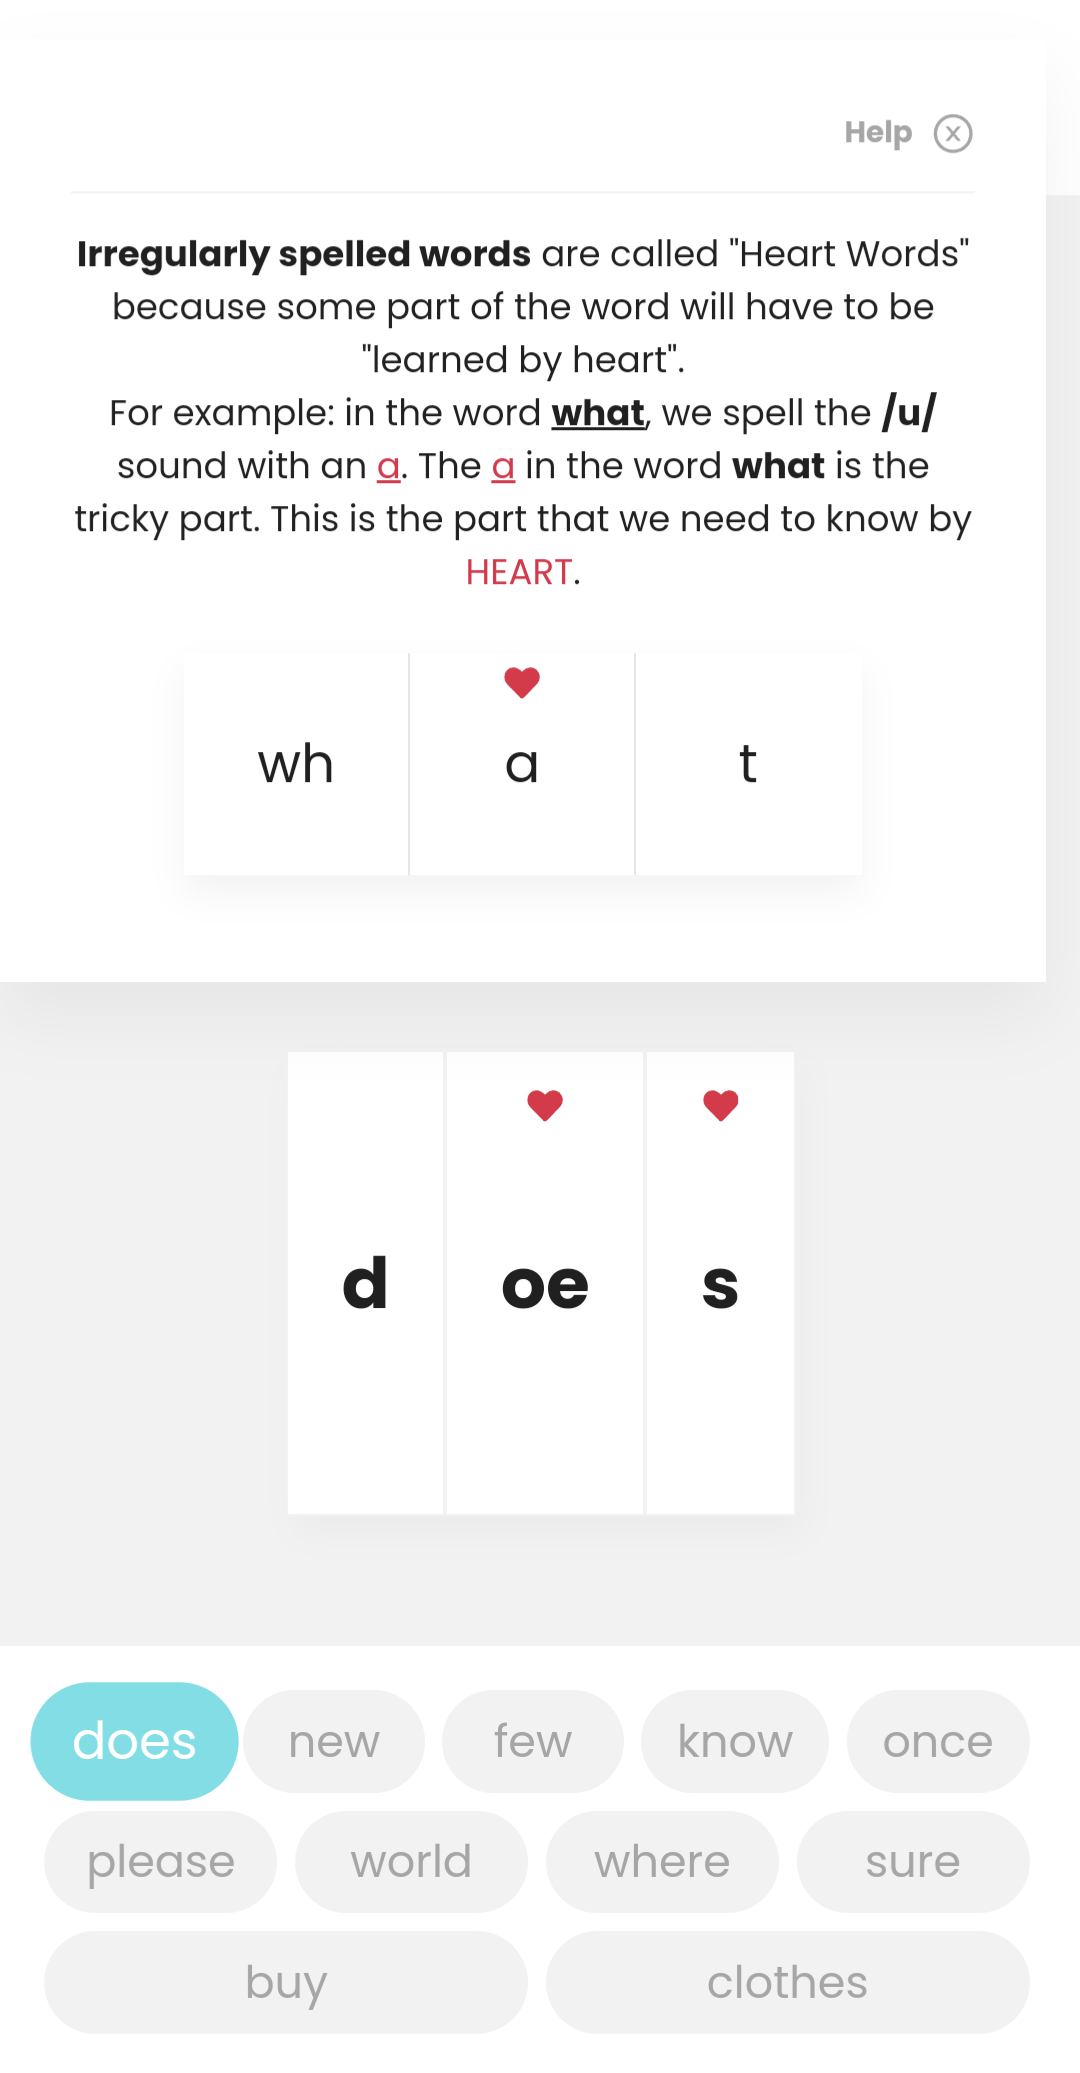 Help
Irregularly spelled words are called "Heart Words"
because some part of the word will have to be
"learned by heart".
For example: in the word what, we spell the /u/
sound with an a. The a in the word what is the
tricky part. This is the part that we need to know by
HEART.
wh a t
d oe s
does new few know once
please world where sure
buy clothes